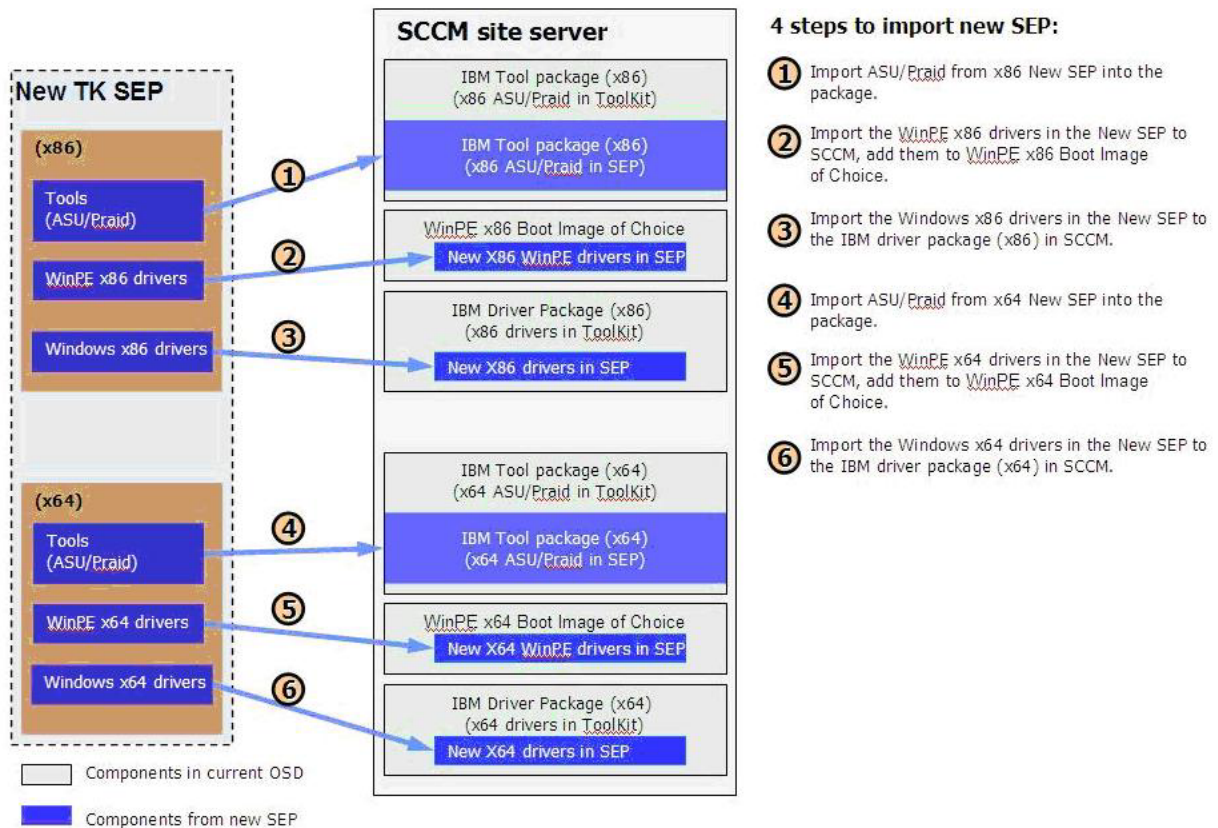 New TK SEP
(x86)
Tools
(ASU/Praid)
WinPE x86 drivers
Windows x86 drivers
(x64)
Tools
(ASU/Praid)
WinPE x64 drivers
Windows x64 drivers
Components in current OSD
Components from new SEP
1
2
3
4
5
6
SCCM site server
IBM Tool package (x86)
(x86 ASU/Praid in ToolKit)
IBM Tool package (x86)
(x86 ASU/Praid in SEP)
WinPE x86 Boot Image of Choice
New X86 WinPE drivers in SEP
IBM Driver Package (x86)
(x86 drivers in ToolKit)
New X86 drivers in SEP
IBM Tool package (x64)
(x64 ASU/Praid in ToolKit)
IBM Tool package (x64)
(x64 ASU/Praid in SEP)
WinPE x64 Boot Image of Choice
New X64 WinPE drivers in SEP
IBM Driver Package (x64)
(x64 drivers in ToolKit)
New X64 drivers in SEP
4 steps to import new SEP:
1 Import ASU/Praid from x86 New SEP into the
package.
2 Import the WinPE x86 drivers in the New SEP to
SCCM, add them to WinPE x86 Boot Image
of Choice.
3 Import the Windows x86 drivers in the New SEP to
the IBM driver package (x86) in SCCM.
4 Import ASU/Praid from x64 New SEP into the
package.
5 Import the WinPE x64 drivers in the New SEP to
SCCM, add them to WinPE x64 Boot Image
of Choice.
6 Import the Windows x64 drivers in the New SEP to
the IBM driver package (x64) in SCCM.